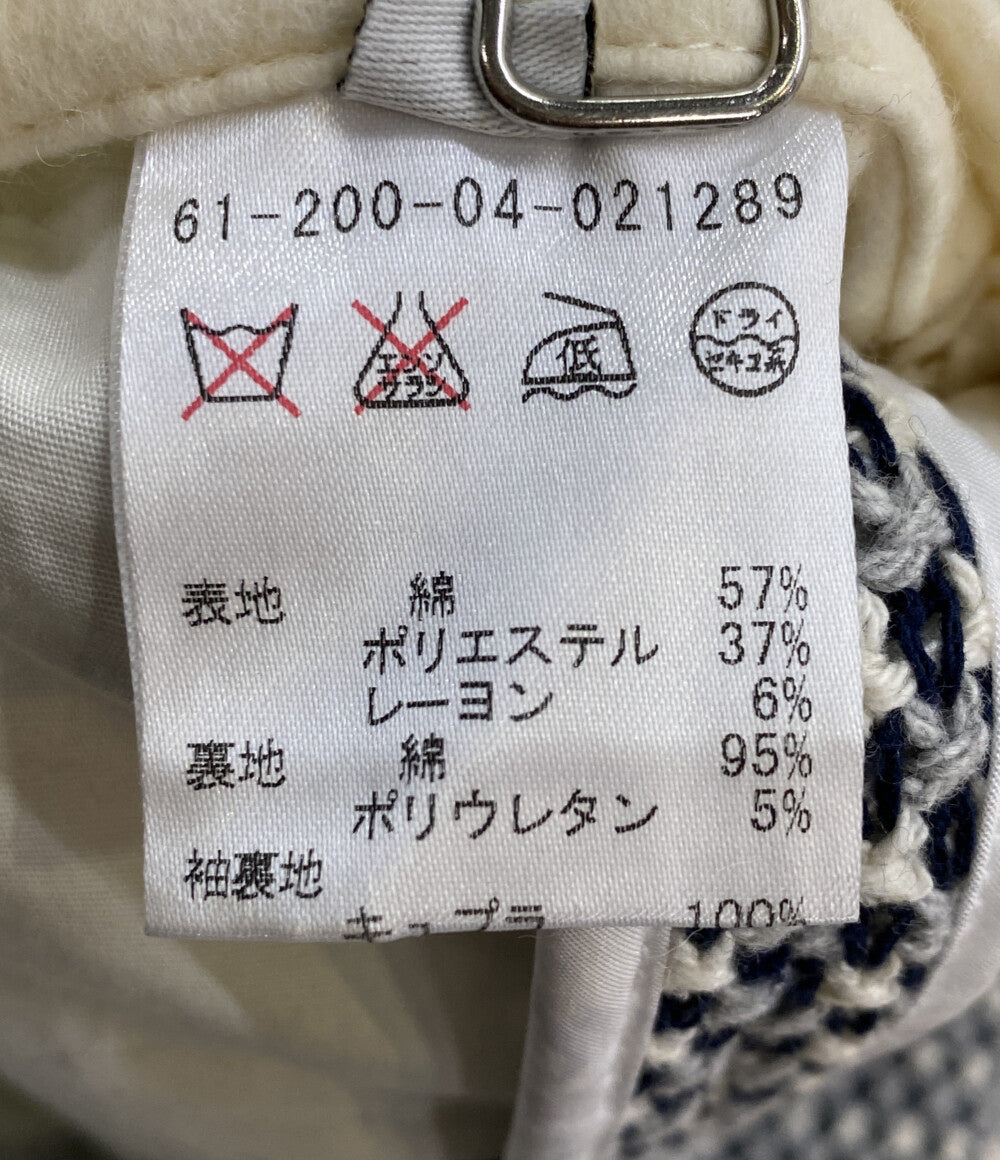 61-200-04-021289
エンソ
サラシ
低
ドライ
セキユ系
表地 綿 57%
ポリエステル 37%
レーヨン 6%
裏地 綿 95%
ポリウレタン 5%
袖裏地
キュプラ 100%